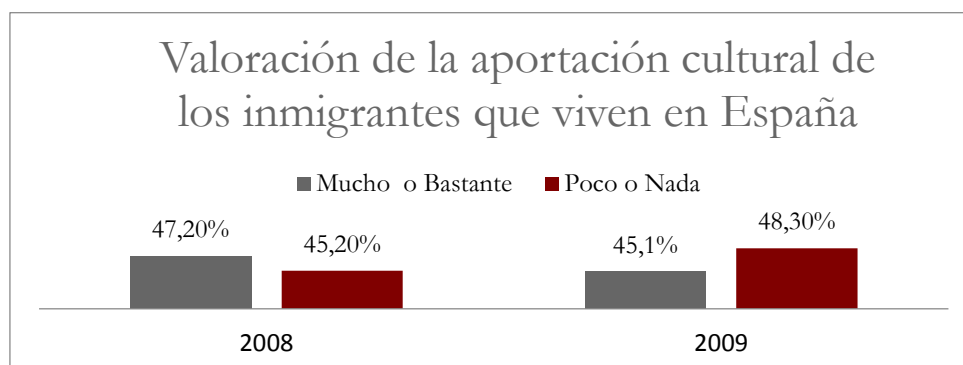 Valoración de la aportación cultural de
los inmigrantes que viven en España
Mucho o Bastante Poco o Nada
47,20% 45,20% 45,1% 48,30%
2008 2009